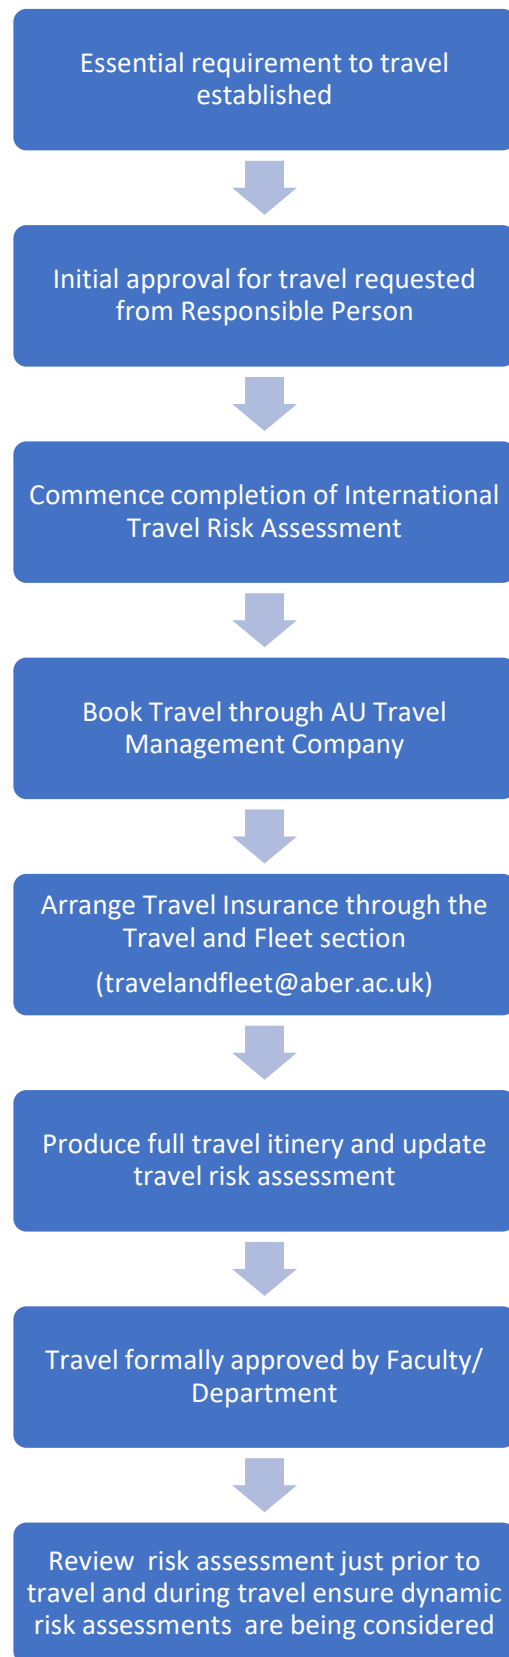 Essential requirement to travel
established
Initial approval for travel requested
from Responsible Person
Commence completion of International
Travel Risk Assessment
Book Travel through AU Travel
Management Company
Arrange Travel Insurance through the
Travel and Fleet section
(travelandfleet@aber.ac.uk)
Produce full travel itinery and update
travel risk assessment
Travel formally approved by Faculty/
Department
Review risk assessment just prior to
travel and during travel ensure dynamic
risk assessments are being considered